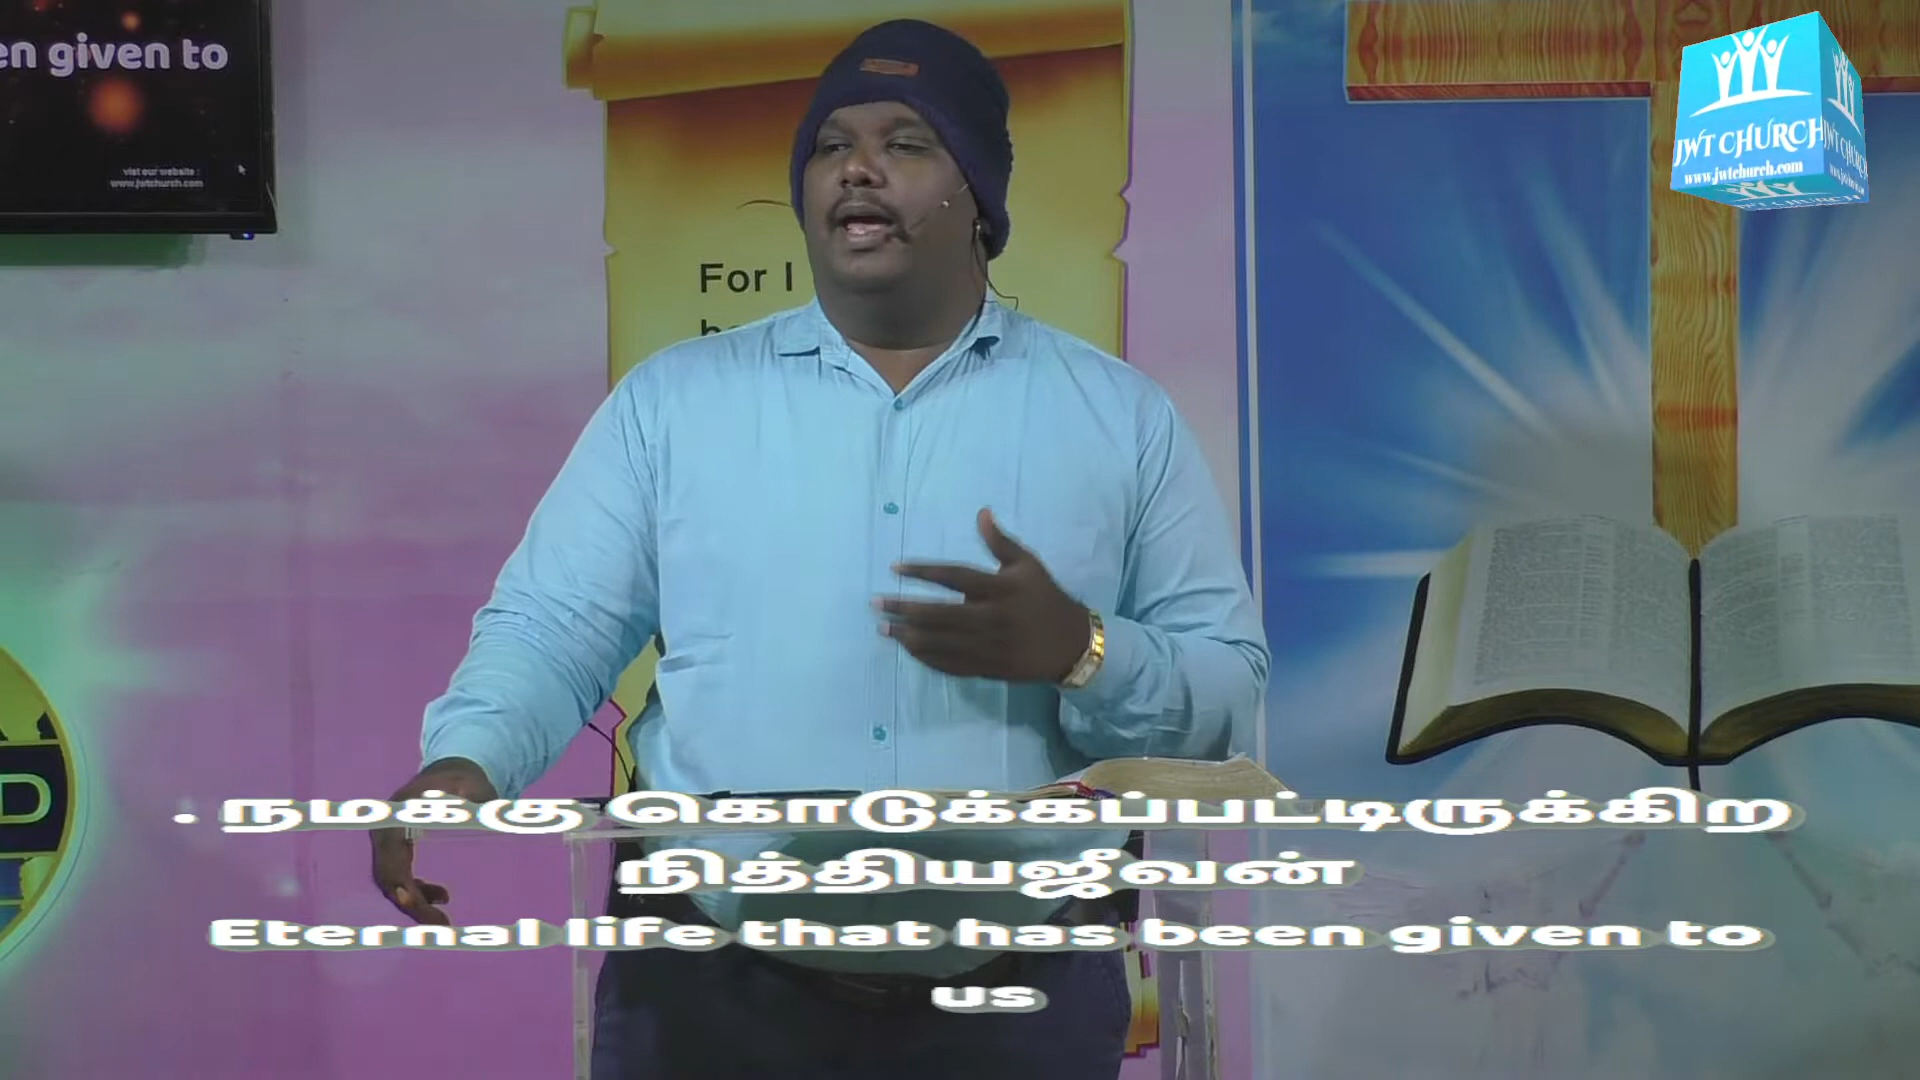 en given to
visit our website :
www.jwtchurch.com
JWT CHURCH
www.jwtchurch.com
For I
D
. நமக்கு கொடுக்கப்பட்டிருக்கிற
நித்தியஜீவன்
Eternal life that has been given to
us